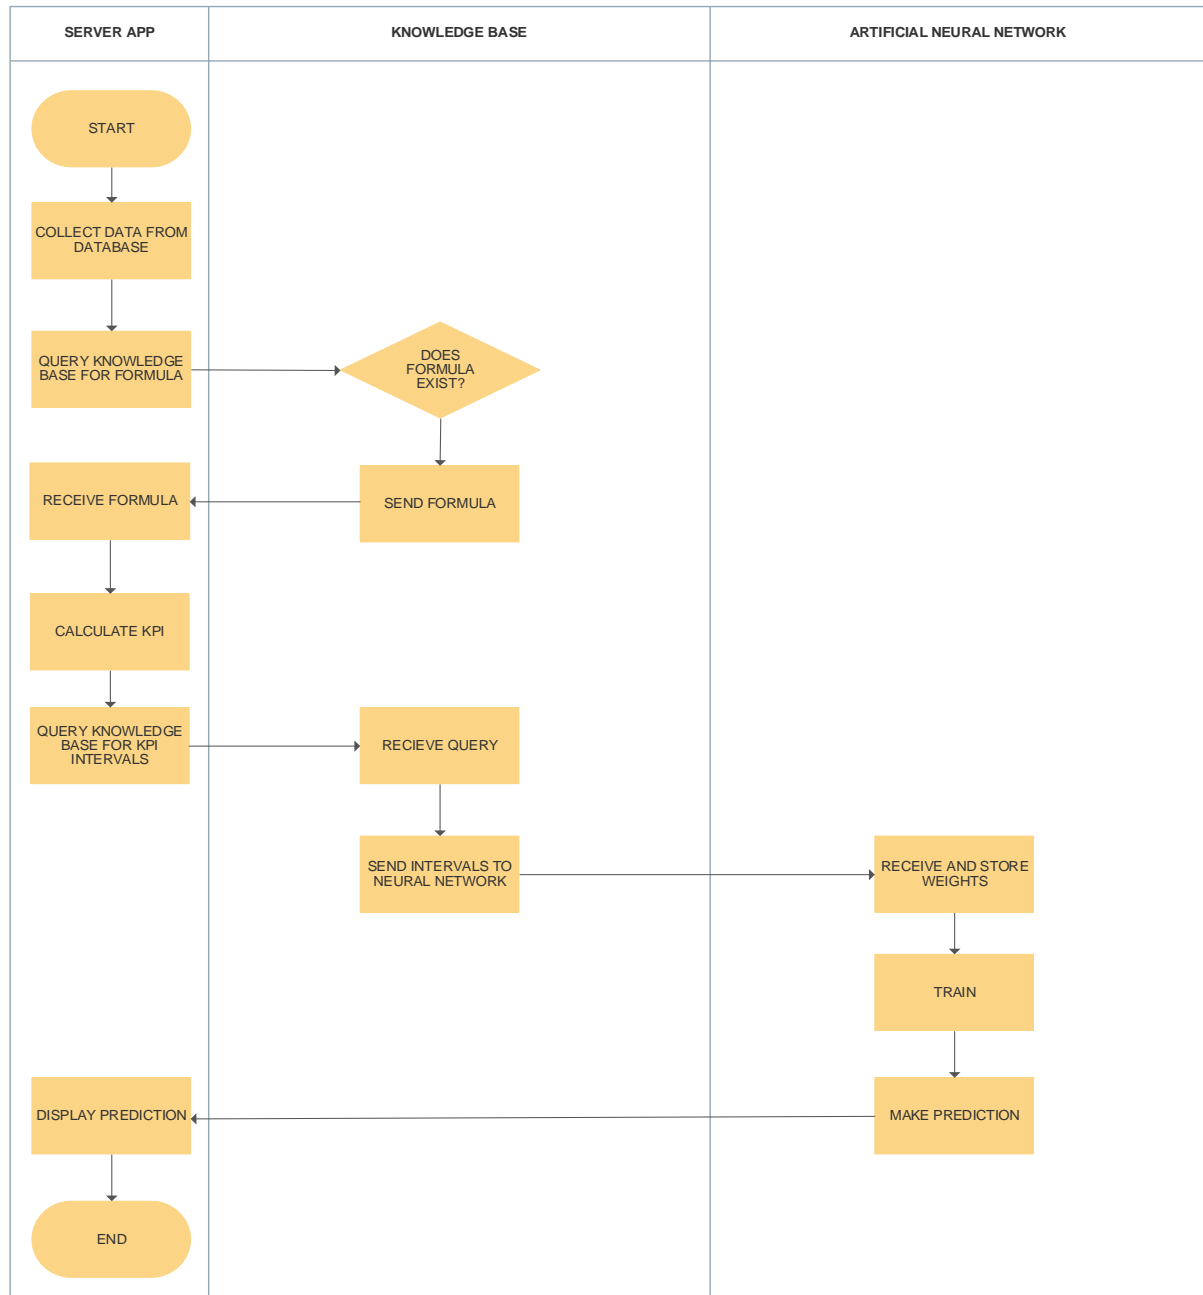 SERVER APP
KNOWLEDGE BASE
ARTIFICIAL NEURAL NETWORK
START
COLLECT DATA FROM
DATABASE
QUERY KNOWLEDGE
BASE FOR FORMULA
DOES
FORMULA
EXIST?
RECEIVE FORMULA
SEND FORMULA
CALCULATE KPI
QUERY KNOWLEDGE
BASE FOR KPI
INTERVALS
RECIEVE QUERY
SEND INTERVALS TO
NEURAL NETWORK
RECEIVE AND STORE
WEIGHTS
TRAIN
DISPLAY PREDICTION
MAKE PREDICTION
END